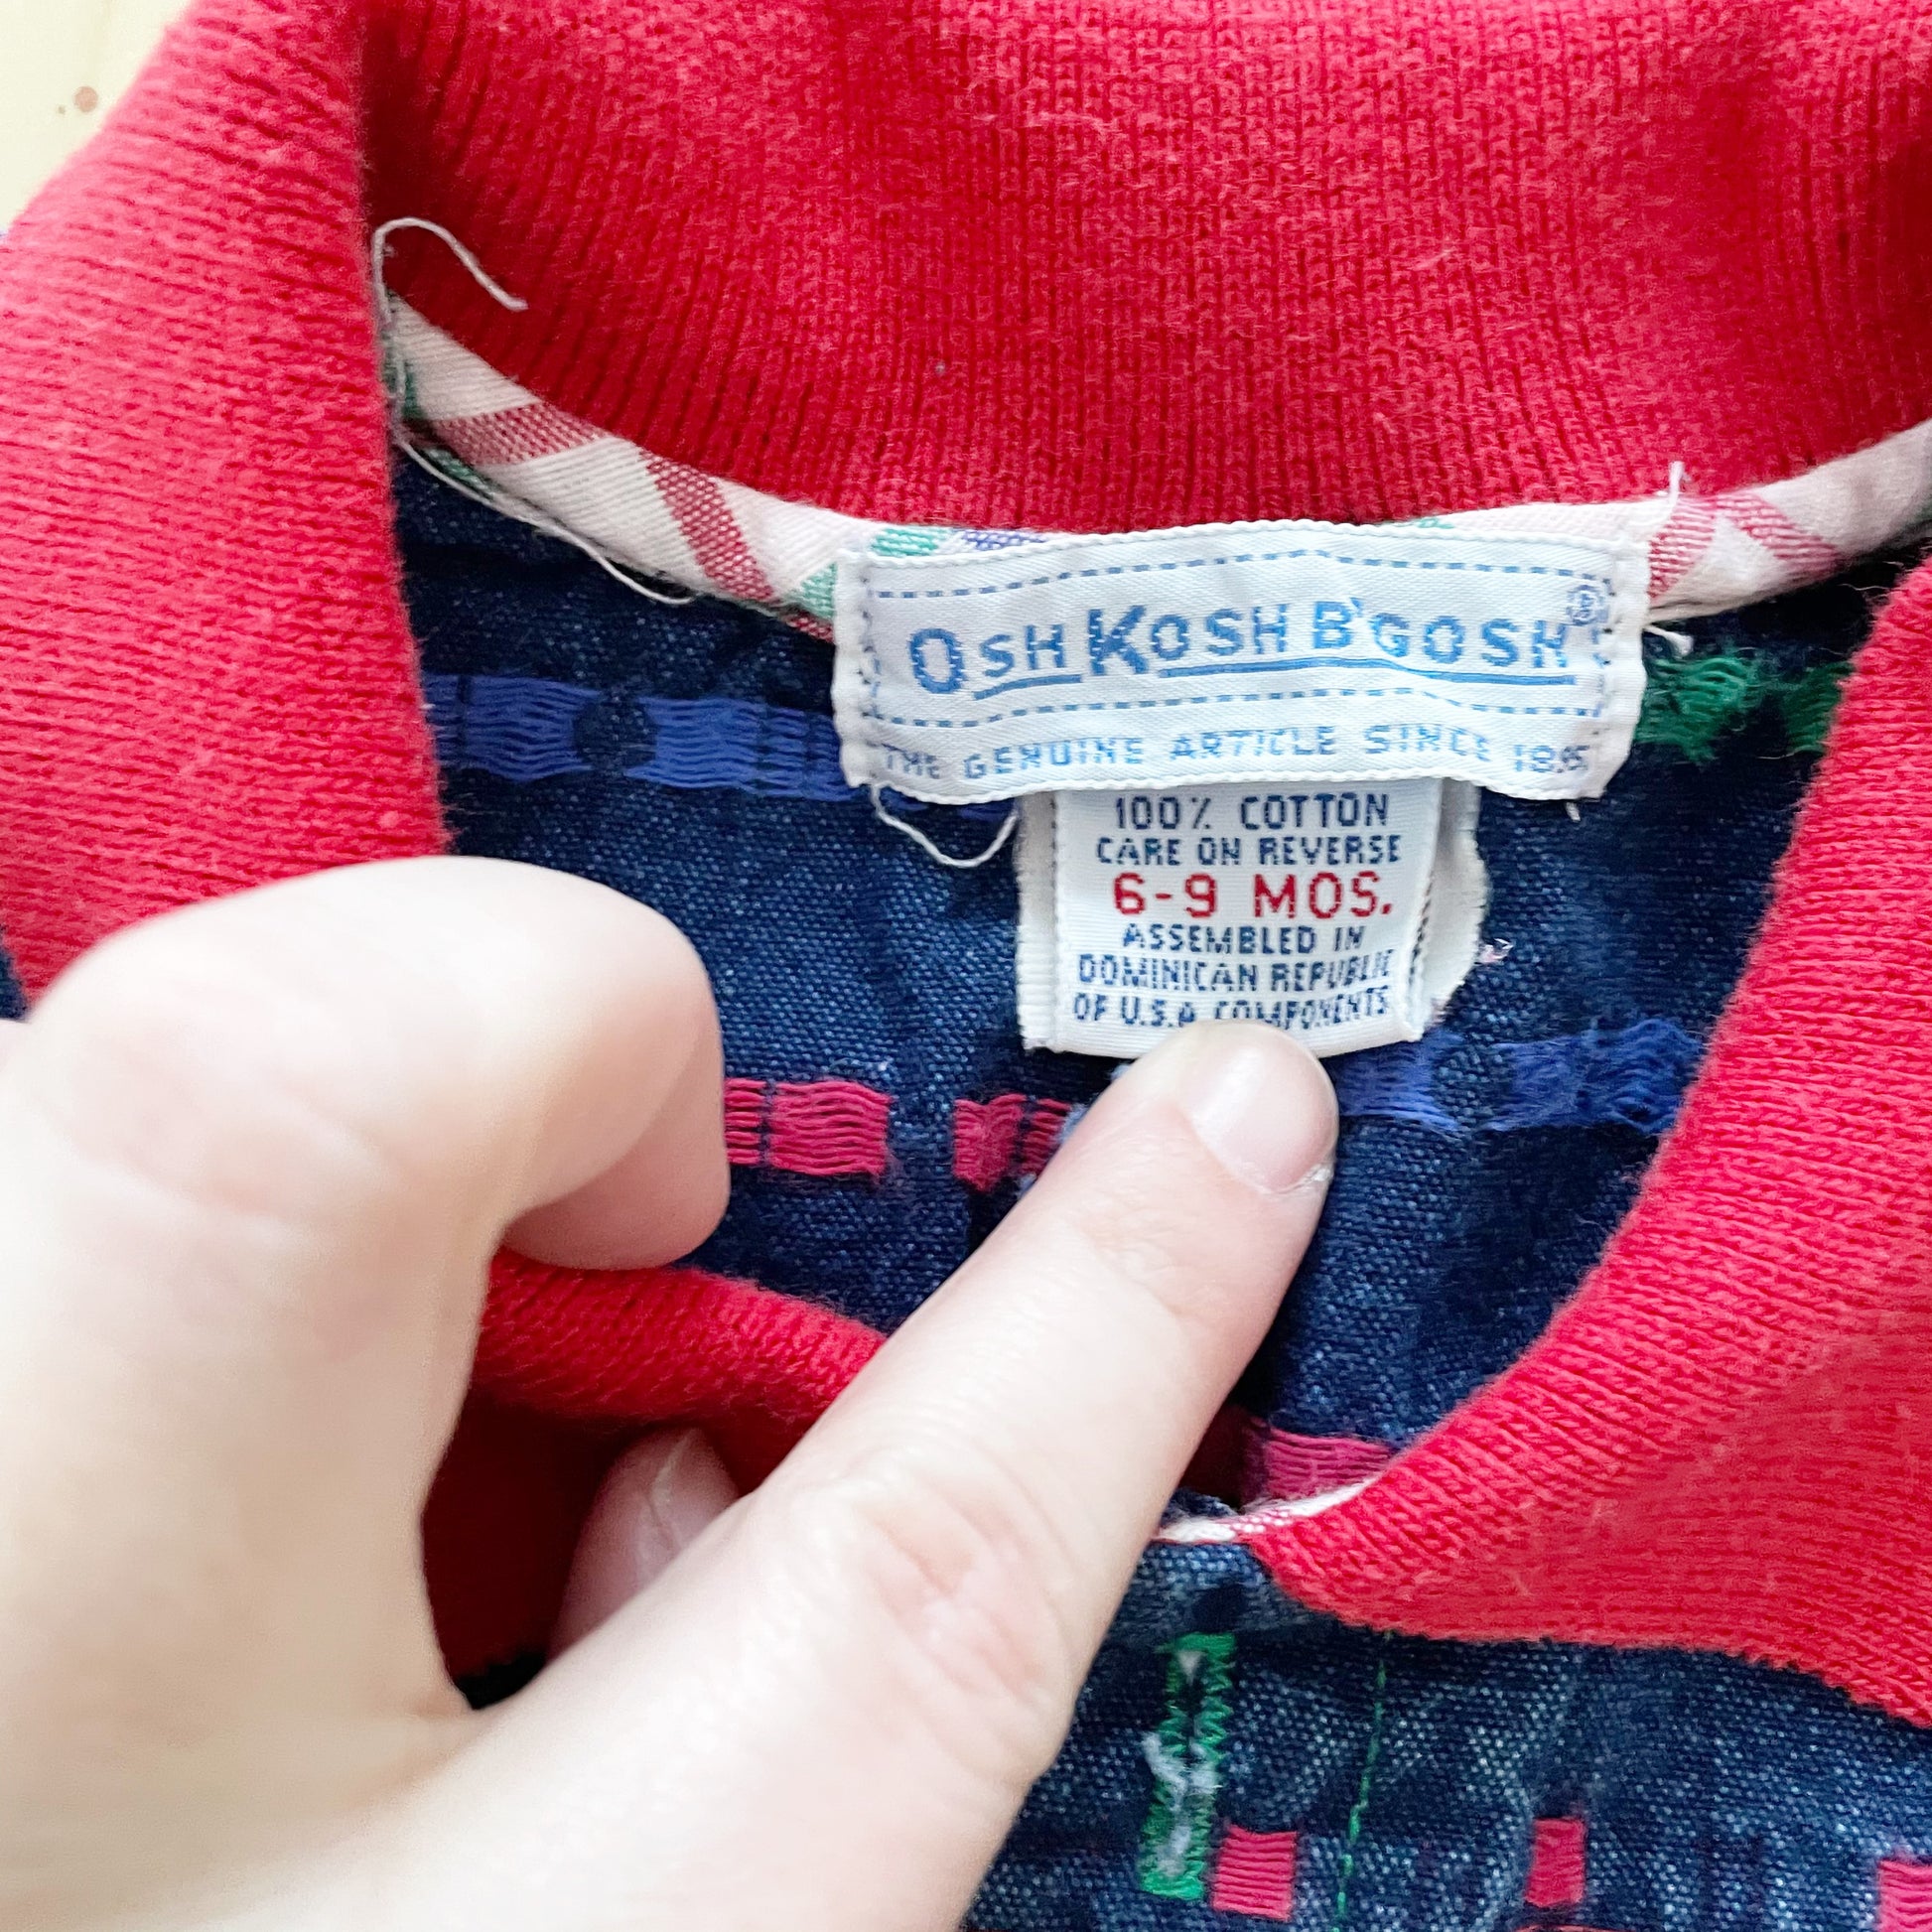 OSHKOSH B'GOSH ®
THE GENUINE ARTICLE SINCE 1895
100% COTTON
CARE ON REVERSE
6-9 MOS.
ASSEMBLED IN
DOMINICAN REPUBLIC
OF U.S.A. COMPONENTS